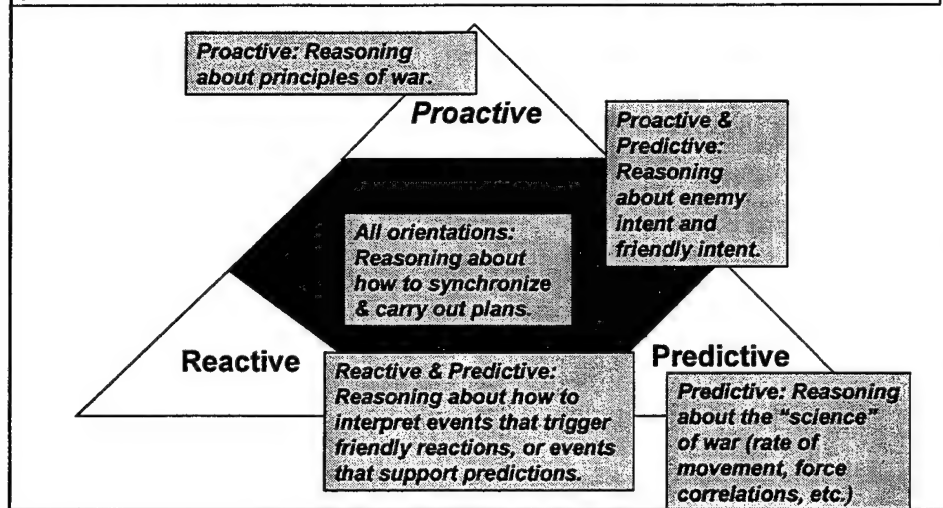 Proactive: Reasoning
about principles of war.
Proactive
Proactive &
Predictive:
Reasoning
about enemy
intent and
friendly intent.
All orientations:
Reasoning about
how to synchronize
& carry out plans.
Reactive
Predictive
Reactive & Predictive:
Reasoning about how to
interpret events that trigger
friendly reactions, or events
that support predictions.
Predictive: Reasoning
about the "science"
of war (rate of
movement, force
correlations, etc.)